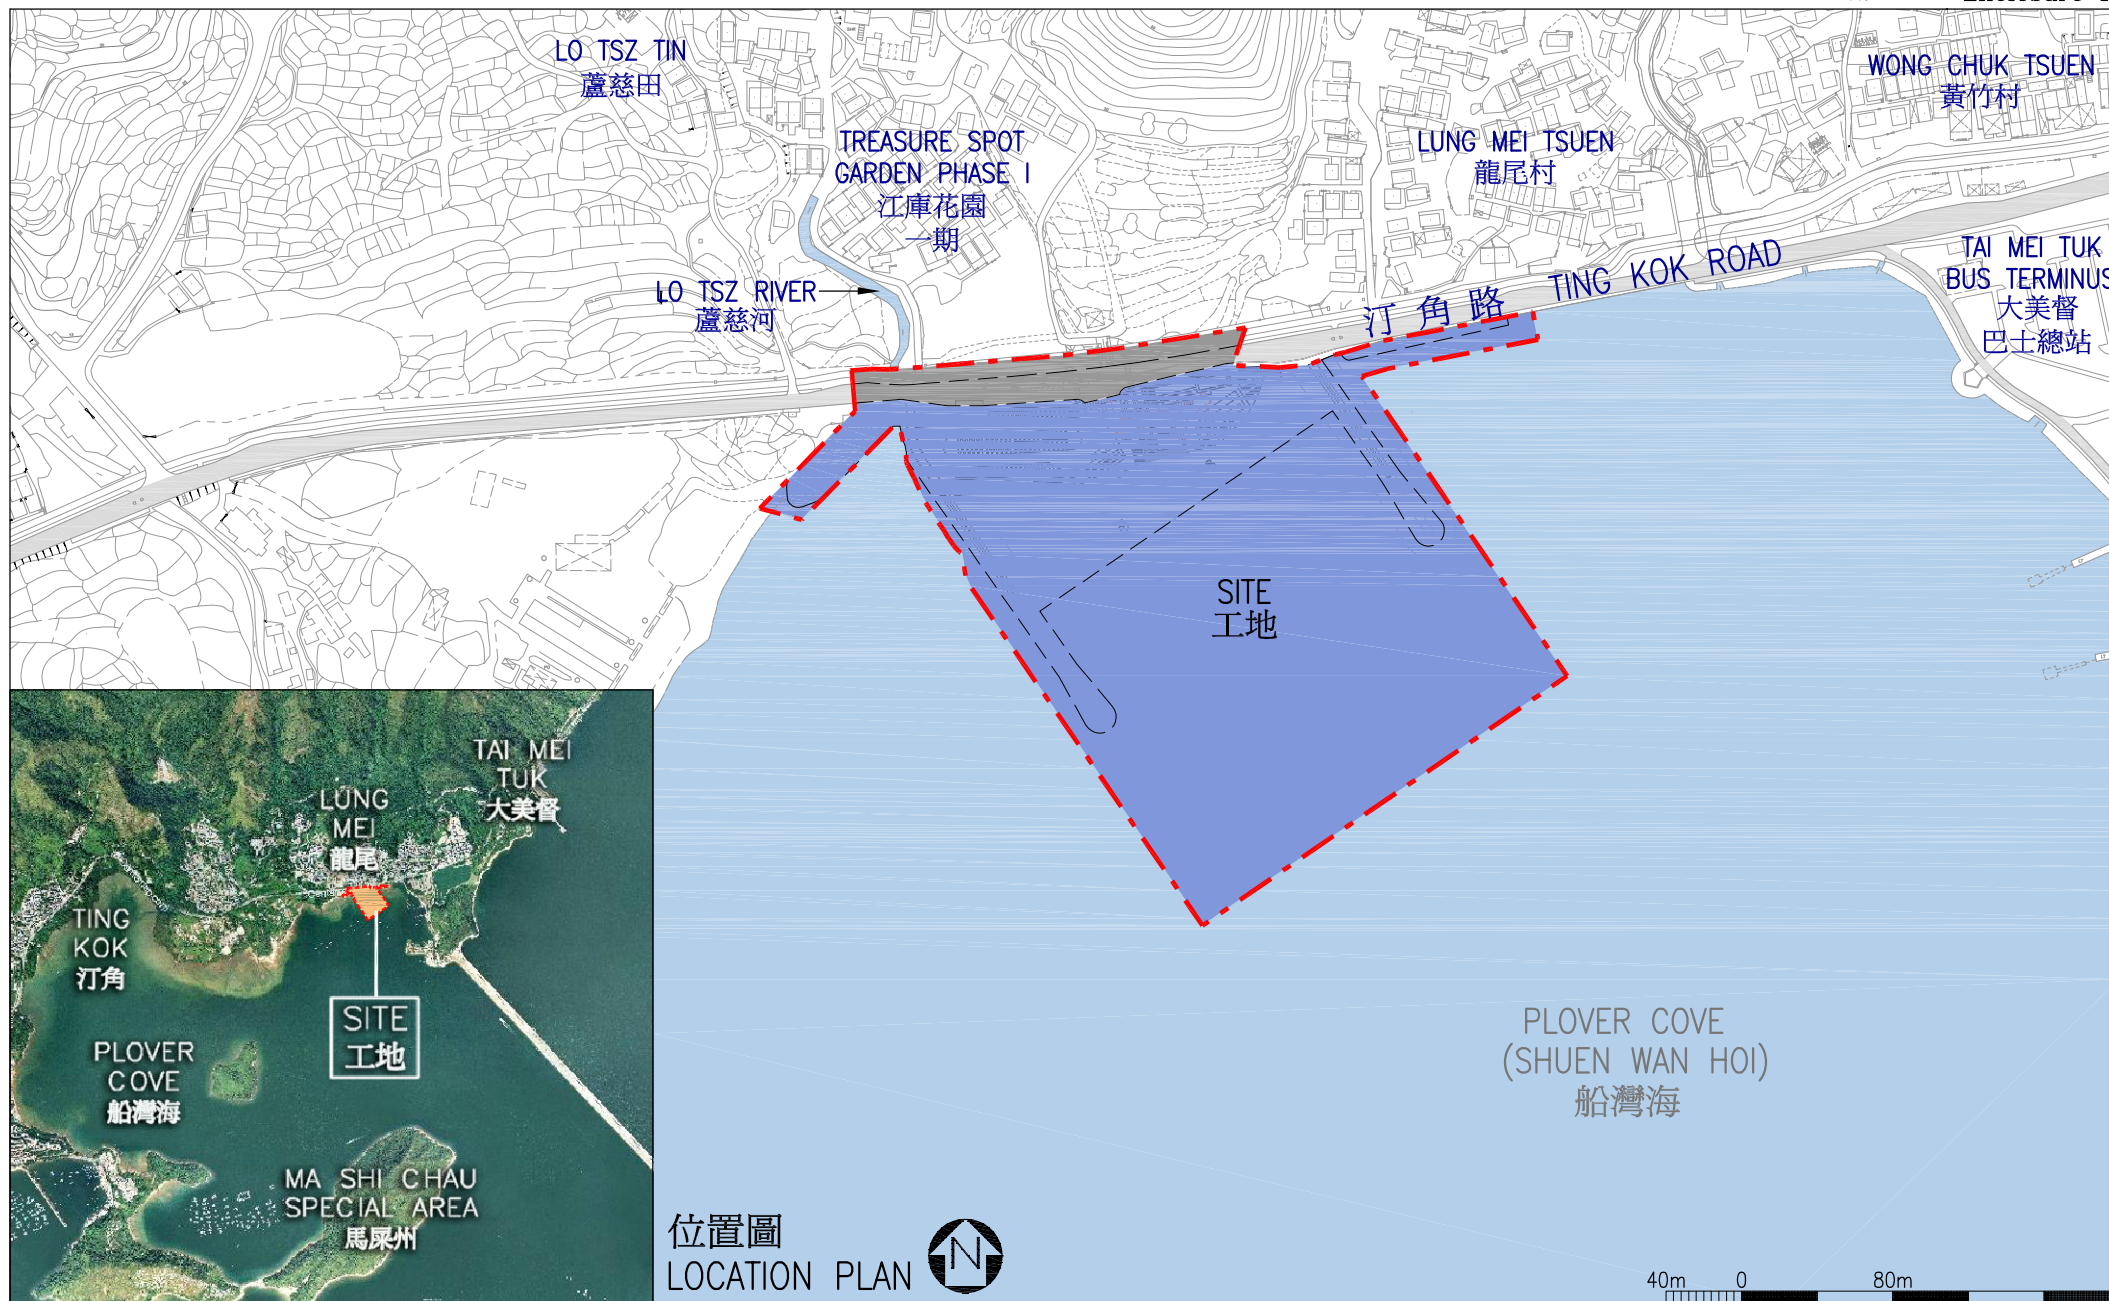 LO TSZ TIN
蘆慈田
WONG CHUK TSUEN
黃竹村
TREASURE SPOT
GARDEN PHASE I
江庫花園
一期
LUNG MEI TSUEN
龍尾村
LO TSZ RIVER
蘆慈河
汀角路 TING KOK ROAD
TAI MEI TUK
BUS TERMINUS
大美督
巴士總站
SITE
工地
TAI MEI
TUK
大美督
LUNG
MEI
龍尾
TING
KOK
汀角
SITE
工地
PLOVER
COVE
船灣海
MA SHI CHAU
SPECIAL AREA
馬屎州
PLOVER COVE
(SHUEN WAN HOI)
船灣海
位置圖
LOCATION PLAN
N
40m 0 80m